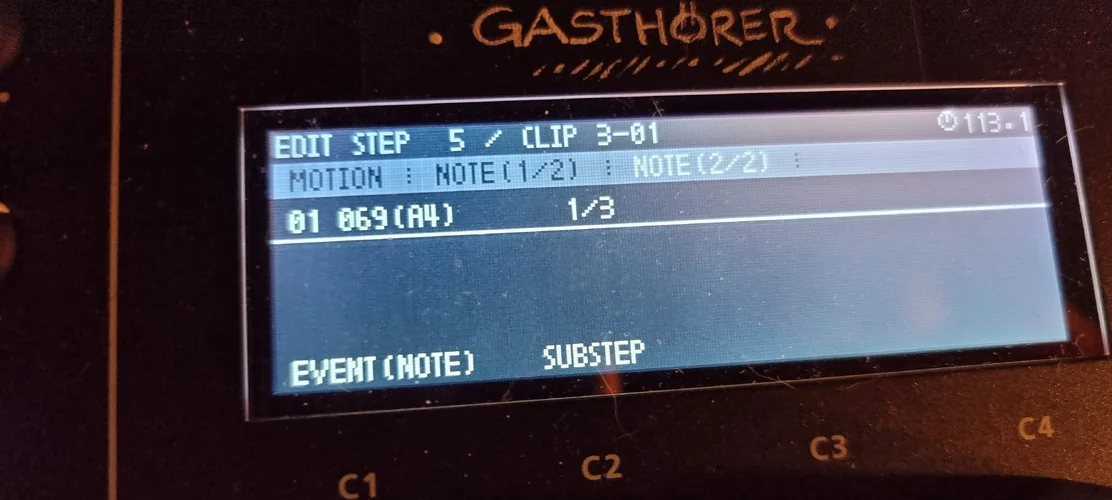 • GASTHÖRER •
EDIT STEP 5 / CLIP 3-01 113.1
MOTION NOTE(1/2) NOTE(2/2)
01 069(A4) 1/3
EVENT(NOTE) SUBSTEP
C1 C2 C3 C4